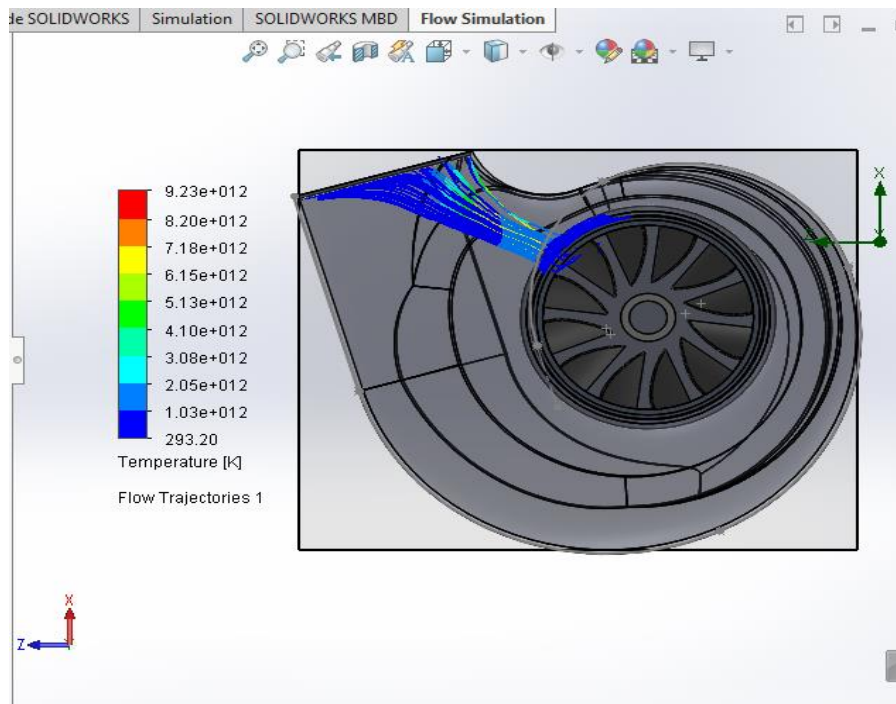 de SOLIDWORKS Simulation SOLIDWORKS MBD Flow Simulation
9.23e+012
8.20e+012
7.18e+012
6.15e+012
5.13e+012
4.10e+012
3.08e+012
2.05e+012
1.03e+012
293.20
Temperature [K]
Flow Trajectories 1
X
X
Z